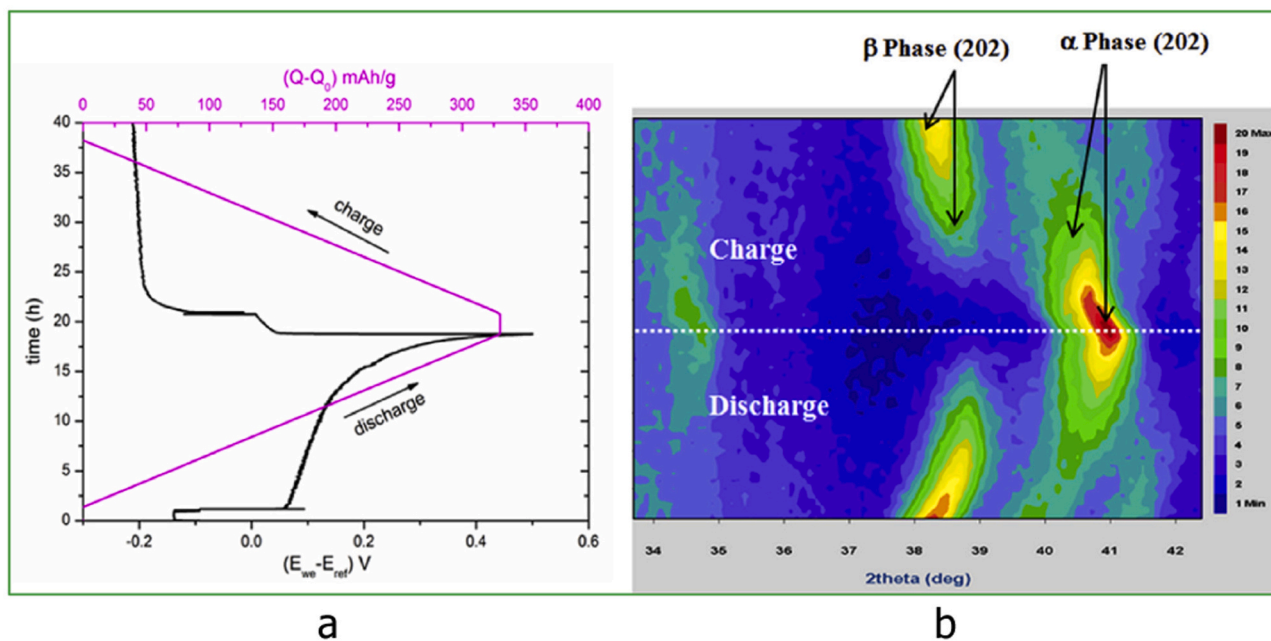 β Phase (202)
α Phase (202)
(Q-Q₀) mAh/g
0 50 100 150 200 250 300 350 400
40
35
30
25
20
15
10
5
0
time (h)
charge
discharge
-0.2 0.0 0.2 0.4 0.6
(E_we-E_ref) V
Charge
Discharge
34 35 36 37 38 39 40 41 42
2theta (deg)
20 Max
19
18
17
16
15
14
13
12
11
10
9
8
7
6
5
4
3
2
1 Min
a
b